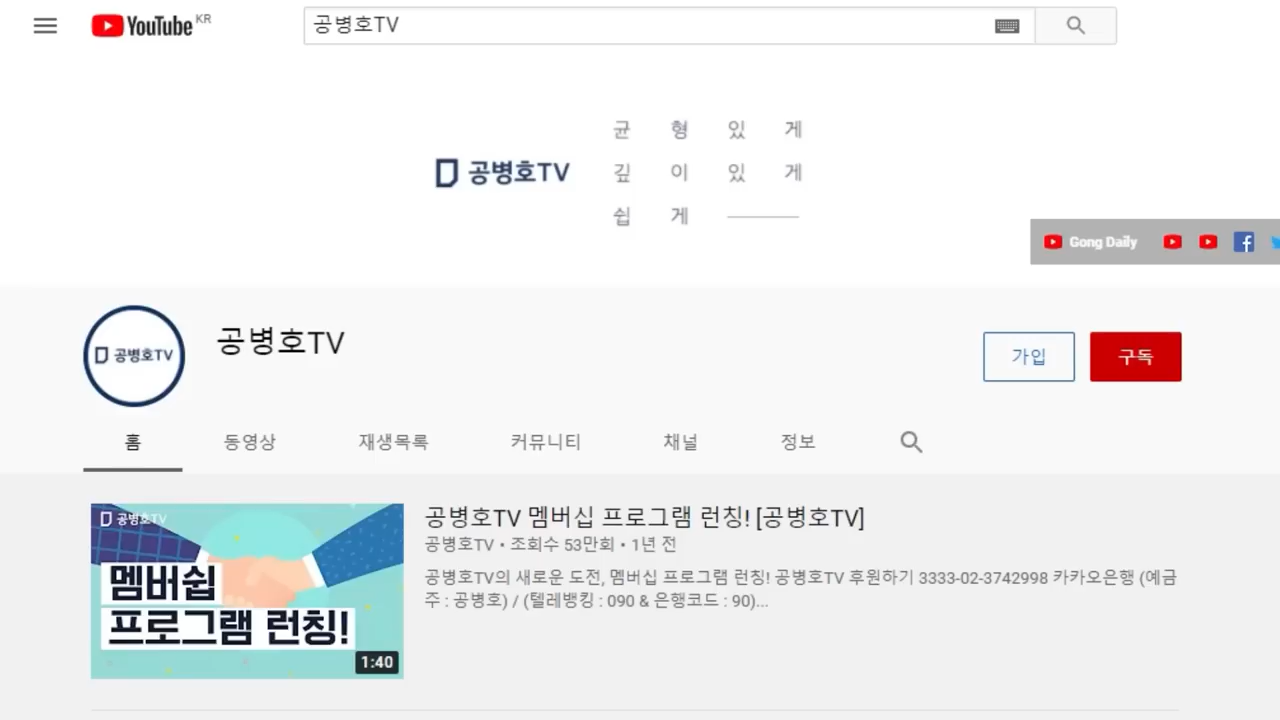 YouTube KR
공병호TV
균 형 있 게
공병호TV
깊 이 있 게
쉽 게
Gong Daily
공병호TV
공병호TV
가입
구독
홈
동영상
재생목록
커뮤니티
채널
정보
공병호TV
멤버쉽
프로그램 런칭!
1:40
공병호TV 멤버십 프로그램 런칭! [공병호TV]
공병호TV • 조회수 53만회 • 1년 전
공병호TV의 새로운 도전, 멤버십 프로그램 런칭! 공병호TV 후원하기 3333-02-3742998 카카오은행 (예금
주 : 공병호) / (텔레뱅킹 : 090 & 은행코드 : 90)...